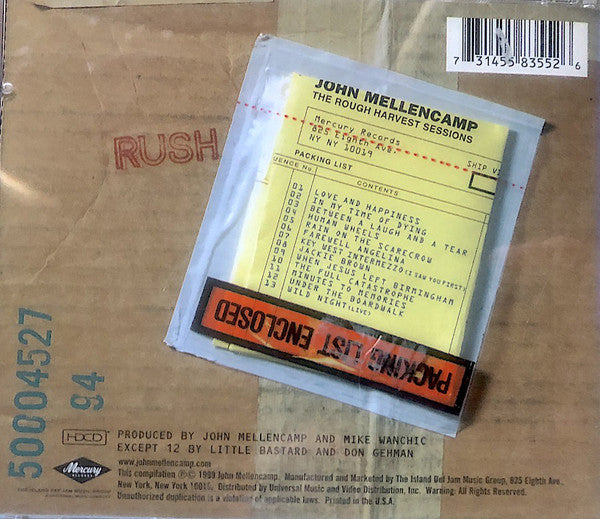 7 31455 83552 6
JOHN MELLENCAMP
THE ROUGH HARVEST SESSIONS
Mercury Records
825 Eighth Ave.
NY NY 10019
SHIP VI
PACKING LIST
UENCE No. CONTENTS
01 LOVE AND HAPPINESS
02 IN MY TIME OF DYING
03 BETWEEN A LAUGH AND A TEAR
04 HUMAN WHEELS
05 RAIN ON THE SCARECROW
06 FAREWELL ANGELINA
07 KEY WEST INTERMEZZO (I SAW YOU FIRST)
08 JACKIE BROWN
09 WHEN JESUS LEFT BIRMINGHAM
10 THE FULL CATASTROPHE
11 MINUTES TO MEMORIES
12 UNDER THE BOARDWALK
13 WILD NIGHT (LIVE)
RUSH
PACKING LIST ENCLOSED
50004527
94
HDCD
PRODUCED BY JOHN MELLENCAMP AND MIKE WANCHIC
EXCEPT 12 BY LITTLE BASTARD AND DON GEHMAN
Mercury
RECORDS
www.johnmellencamp.com
This compilation ℗© 1999 John Mellencamp. Manufactured and Marketed by The Island Def Jam Music Group, 825 Eighth Ave.,
New York, New York 10019. Distributed by Universal Music and Video Distribution, Inc. Warning: All Rights Reserved.
Unauthorized duplication is a violation of applicable laws. Printed in the U.S.A.
THE ISLAND DEF JAM MUSIC GROUP